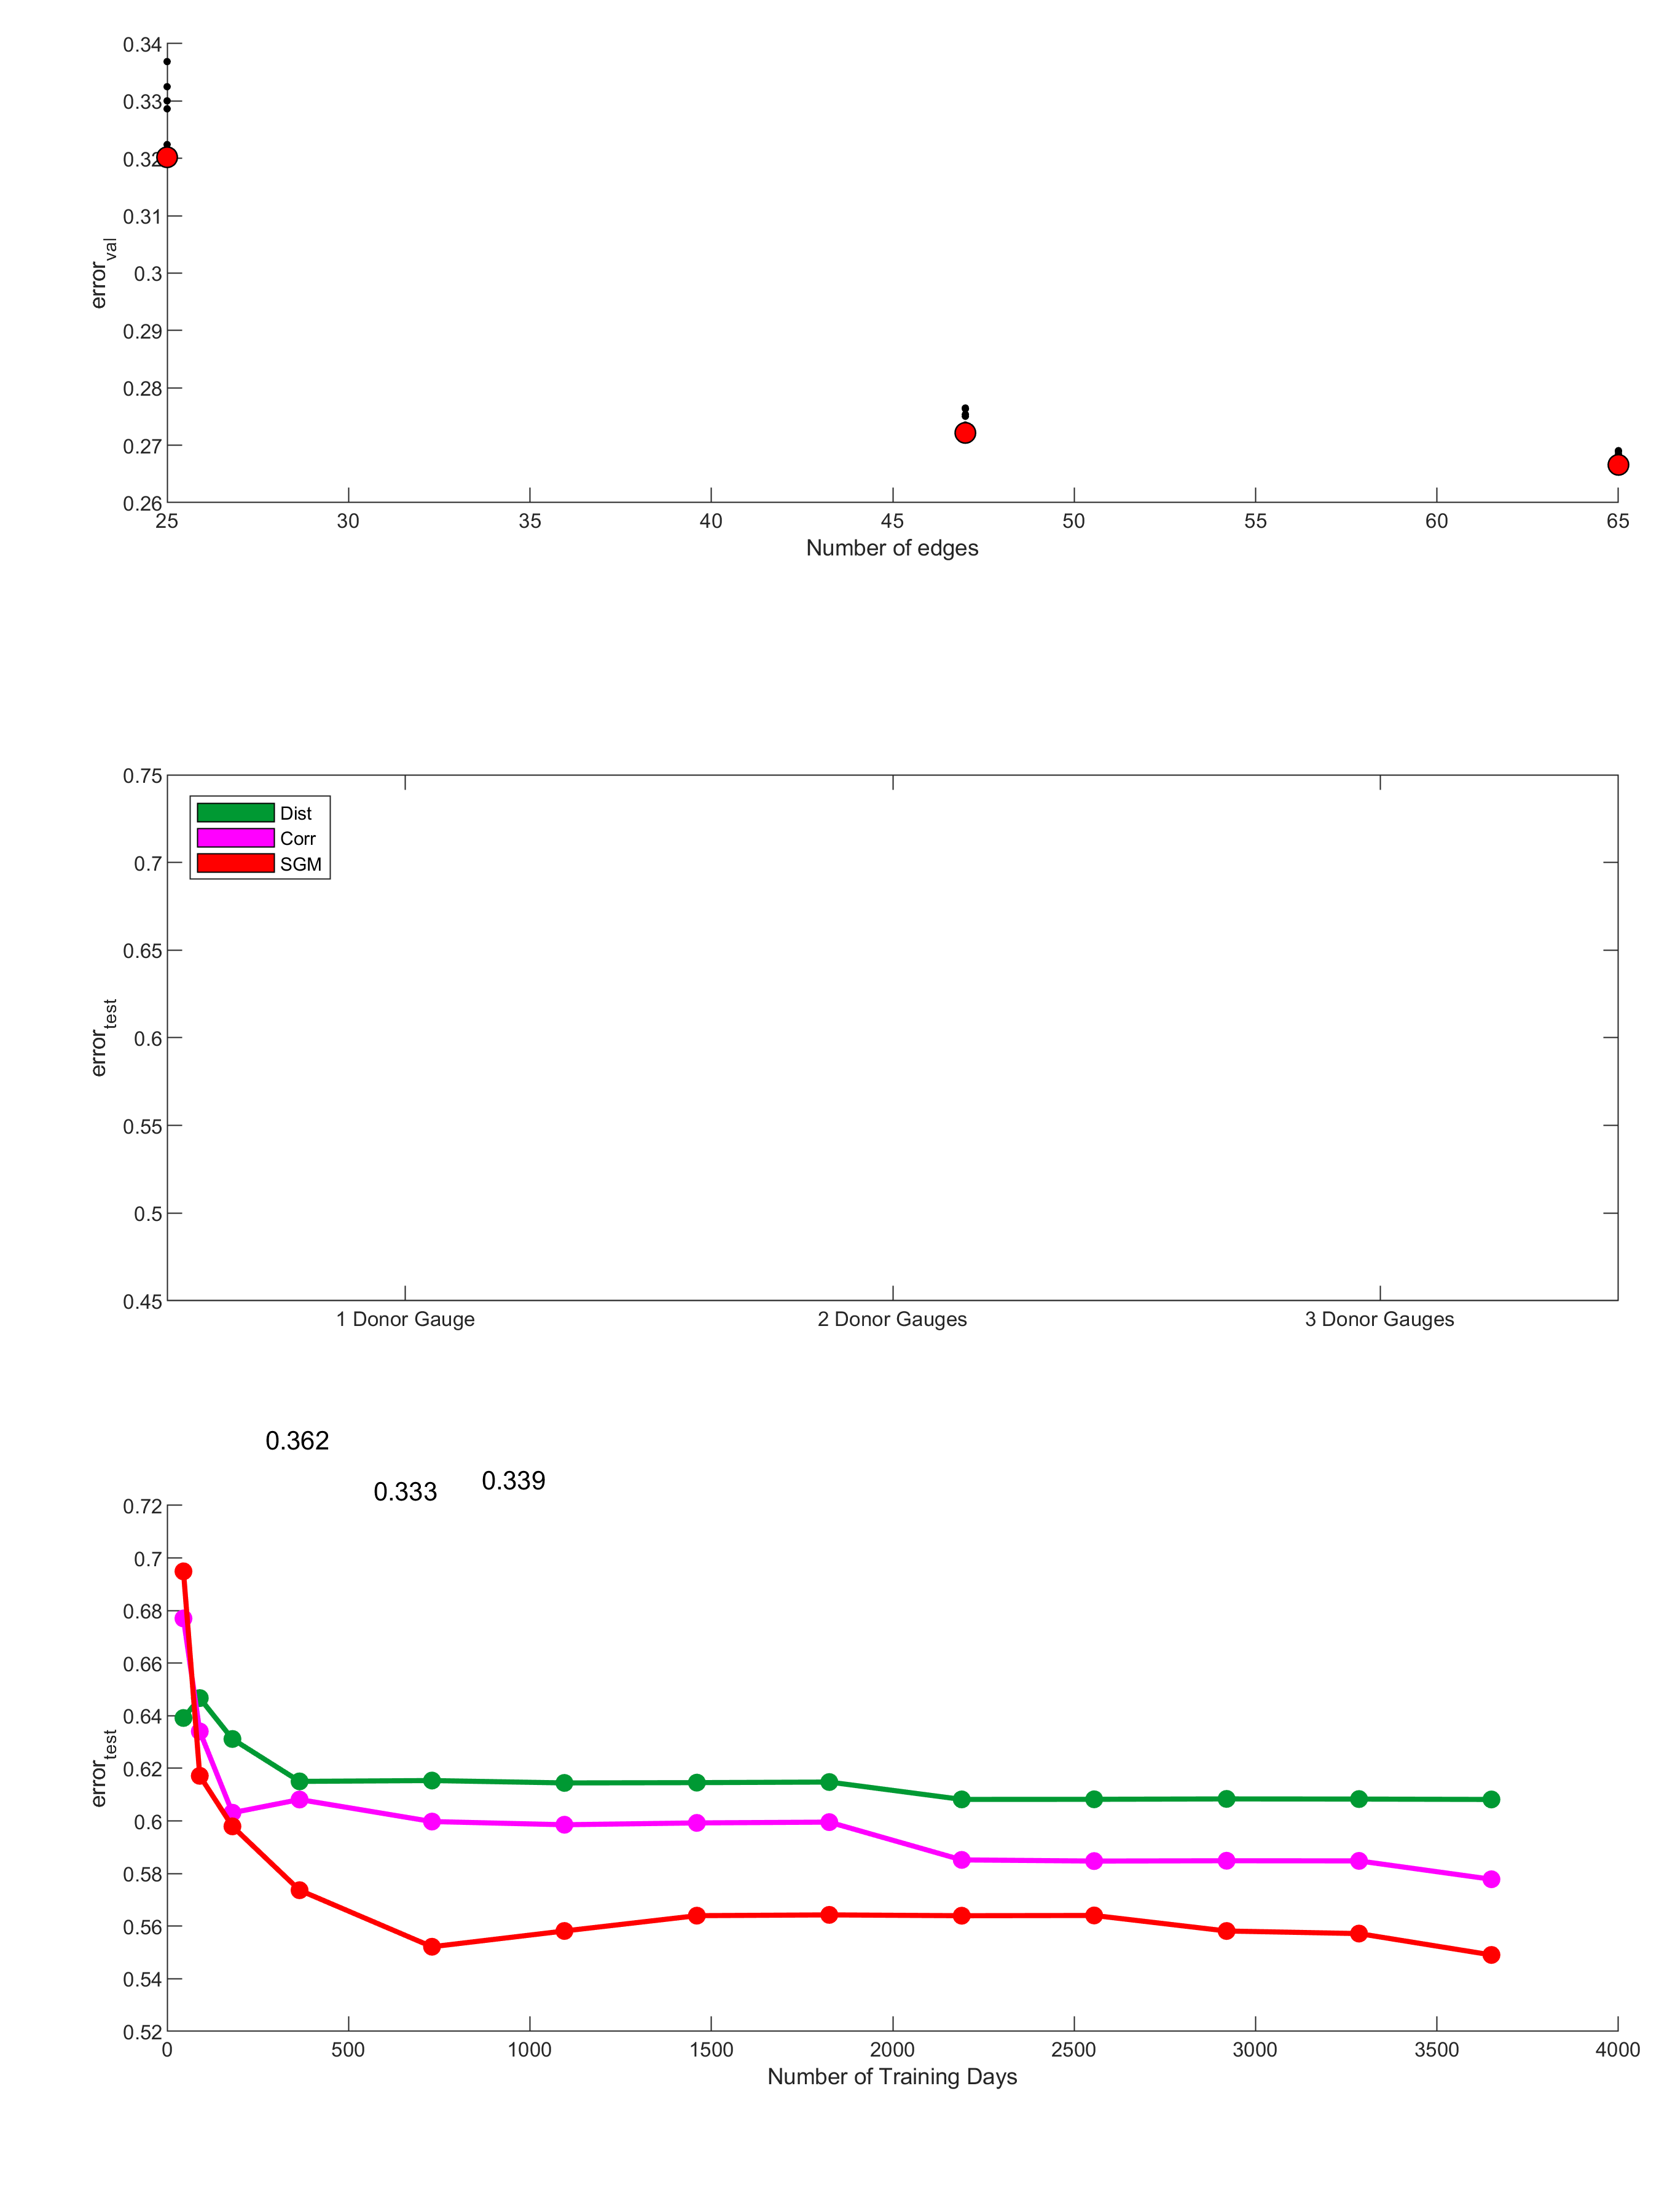 0.34
0.33
0.32
0.31
0.3
0.29
0.28
0.27
0.26
error_val
25 30 35 40 45 50 55 60 65
Number of edges
0.75
0.7
0.65
0.6
0.55
0.5
0.45
error_test
Dist
Corr
SGM
1 Donor Gauge 2 Donor Gauges 3 Donor Gauges
0.362
0.339
0.333
0.72
0.7
0.68
0.66
0.64
0.62
0.6
0.58
0.56
0.54
0.52
error_test
0 500 1000 1500 2000 2500 3000 3500 4000
Number of Training Days